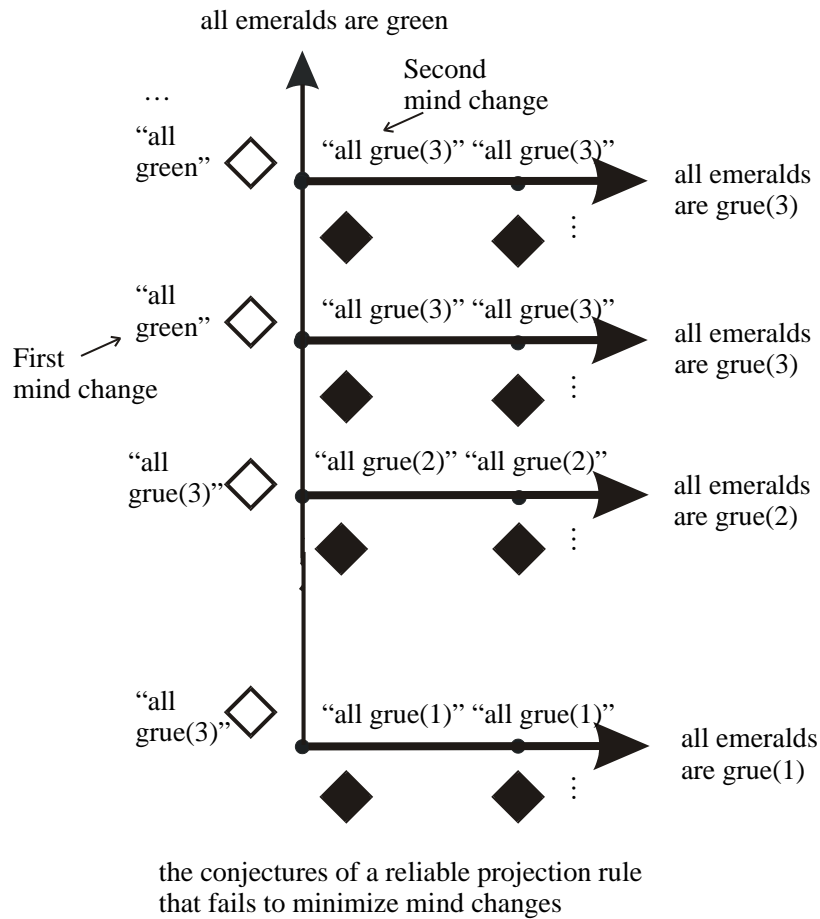 all emeralds are green
Second
mind change
…
“all
green”
“all grue(3)” “all grue(3)”
all emeralds
are grue(3)
“all
green”
“all grue(3)” “all grue(3)”
all emeralds
are grue(3)
First
mind change
“all
grue(3)”
“all grue(2)” “all grue(2)”
all emeralds
are grue(2)
“all
grue(3)”
“all grue(1)” “all grue(1)”
all emeralds
are grue(1)
the conjectures of a reliable projection rule
that fails to minimize mind changes